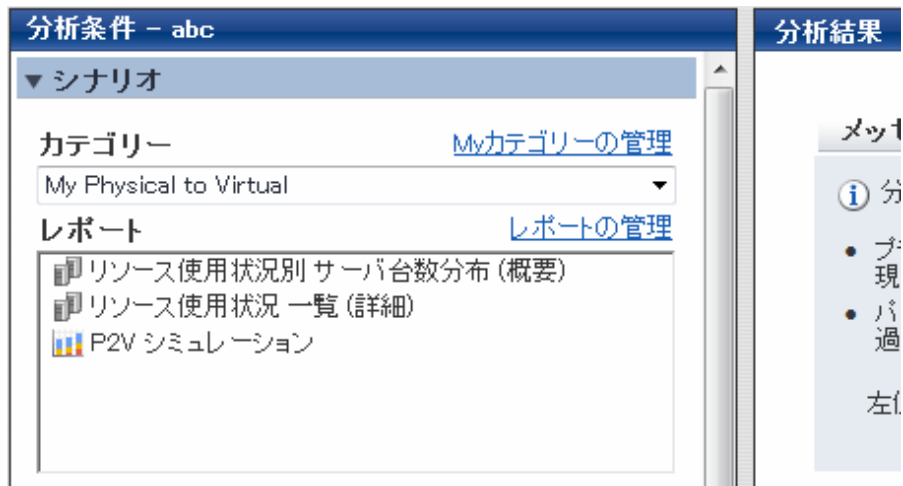 分析条件 - abc
シナリオ
カテゴリー
Myカテゴリーの管理
My Physical to Virtual
レポート
レポートの管理
リソース使用状況別 サーバ台数分布 (概要)
リソース使用状況 一覧 (詳細)
P2V シミュレーション
分析結果
メッ
現
過